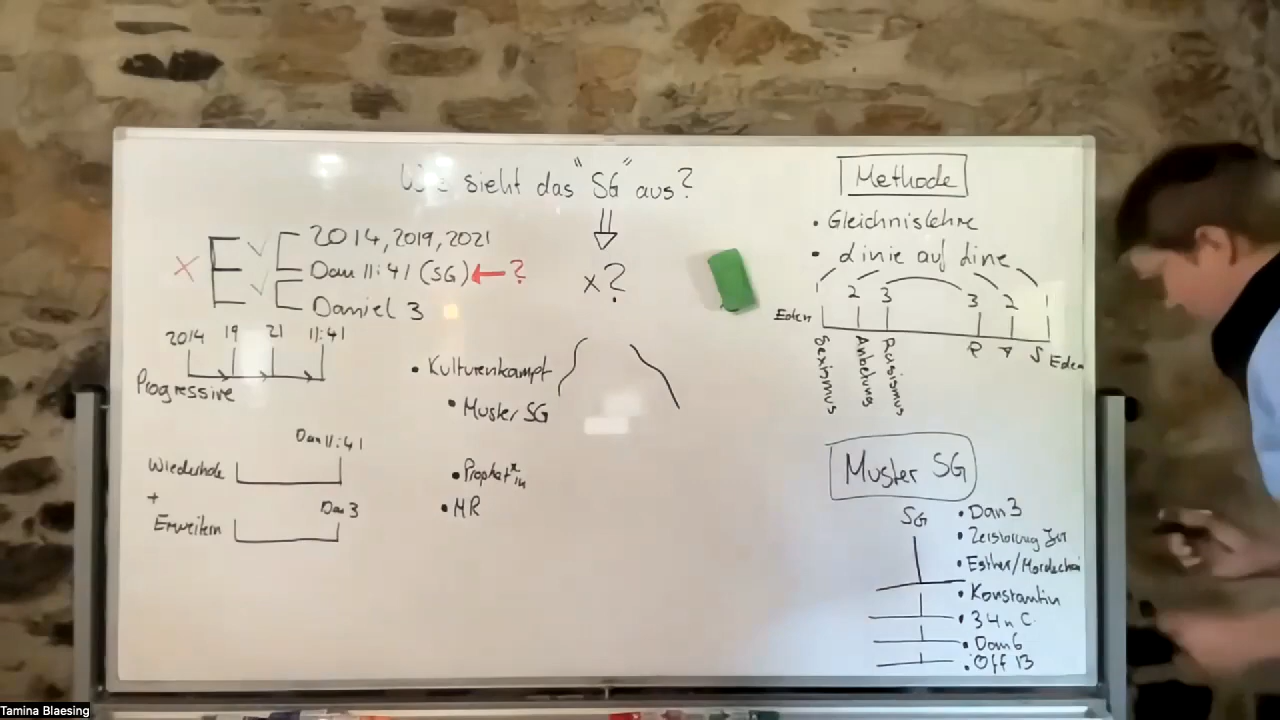 Wie sieht das "SG" aus?
x E
2014, 2019, 2021
Dan 11:41 (SG) ← ?
Daniel 3
x?
2014 19 21 11:41
Progressive
Dan 11:41
Wiederhole
+
Dan 3
Erweitern
• Kulturenkampf
• Muster SG
• Prophet*in
• MR
Methode
• Gleichnislehre
• Linie auf Linie
1 2 3 3 2 1
Eden
Sexismus
Anbetung
Rasismus
R A S
Eden
Muster SG
SG
• Dan 3
• Zerstörung Jer
• Esther/Mordechai
• Konstantin
• 34 n C.
• Dan 6
• Off 13
Tamina Blaesing